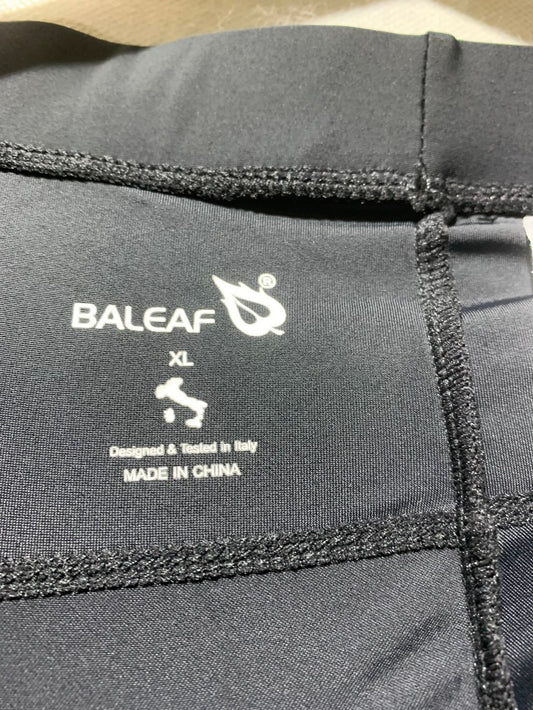 BALEAF ®
XL
Designed & Tested in Italy
MADE IN CHINA